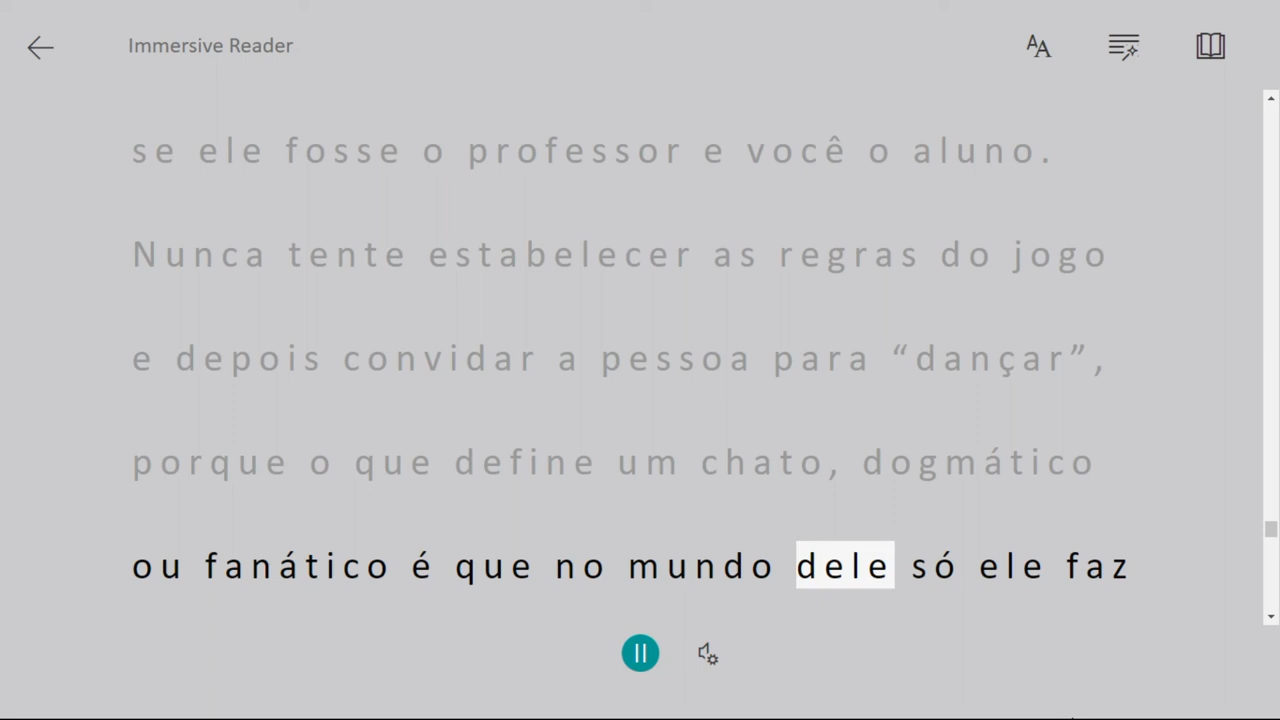 Immersive Reader
se ele fosse o professor e você o aluno.
Nunca tente estabelecer as regras do jogo
e depois convidar a pessoa para “dançar”,
porque o que define um chato, dogmático
ou fanático é que no mundo dele só ele faz